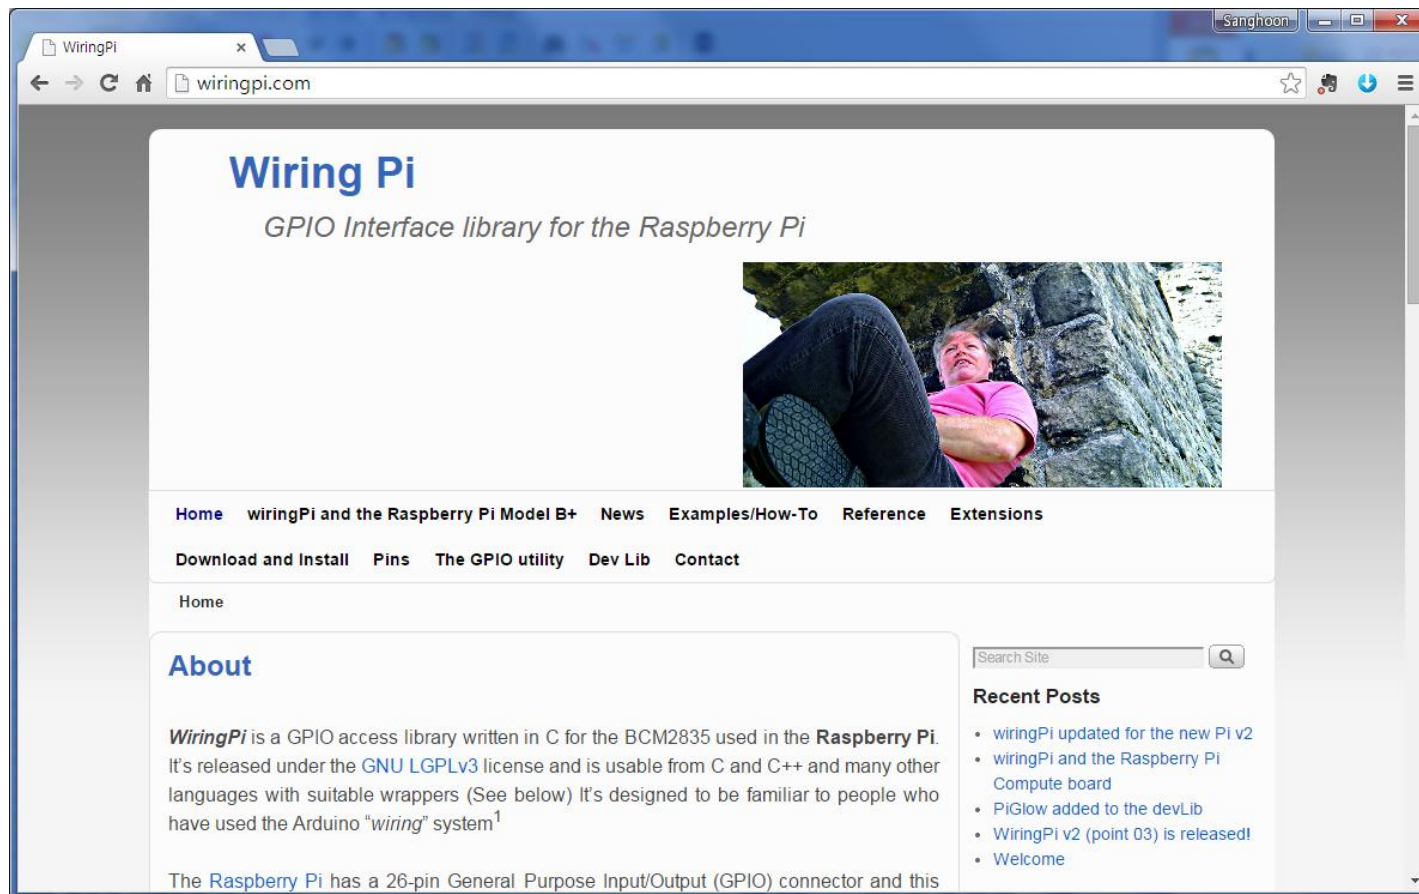 Sanghoon
WiringPi
wiringpi.com
Wiring Pi
GPIO Interface library for the Raspberry Pi
Home wiringPi and the Raspberry Pi Model B+ News Examples/How-To Reference Extensions
Download and Install Pins The GPIO utility Dev Lib Contact
Home
About
WiringPi is a GPIO access library written in C for the BCM2835 used in the Raspberry Pi.
It's released under the GNU LGPLv3 license and is usable from C and C++ and many other
languages with suitable wrappers (See below) It's designed to be familiar to people who
have used the Arduino “wiring” system1
The Raspberry Pi has a 26-pin General Purpose Input/Output (GPIO) connector and this
Search Site
Recent Posts
• wiringPi updated for the new Pi v2
• wiringPi and the Raspberry Pi
Compute board
• PiGlow added to the devLib
• WiringPi v2 (point 03) is released!
• Welcome